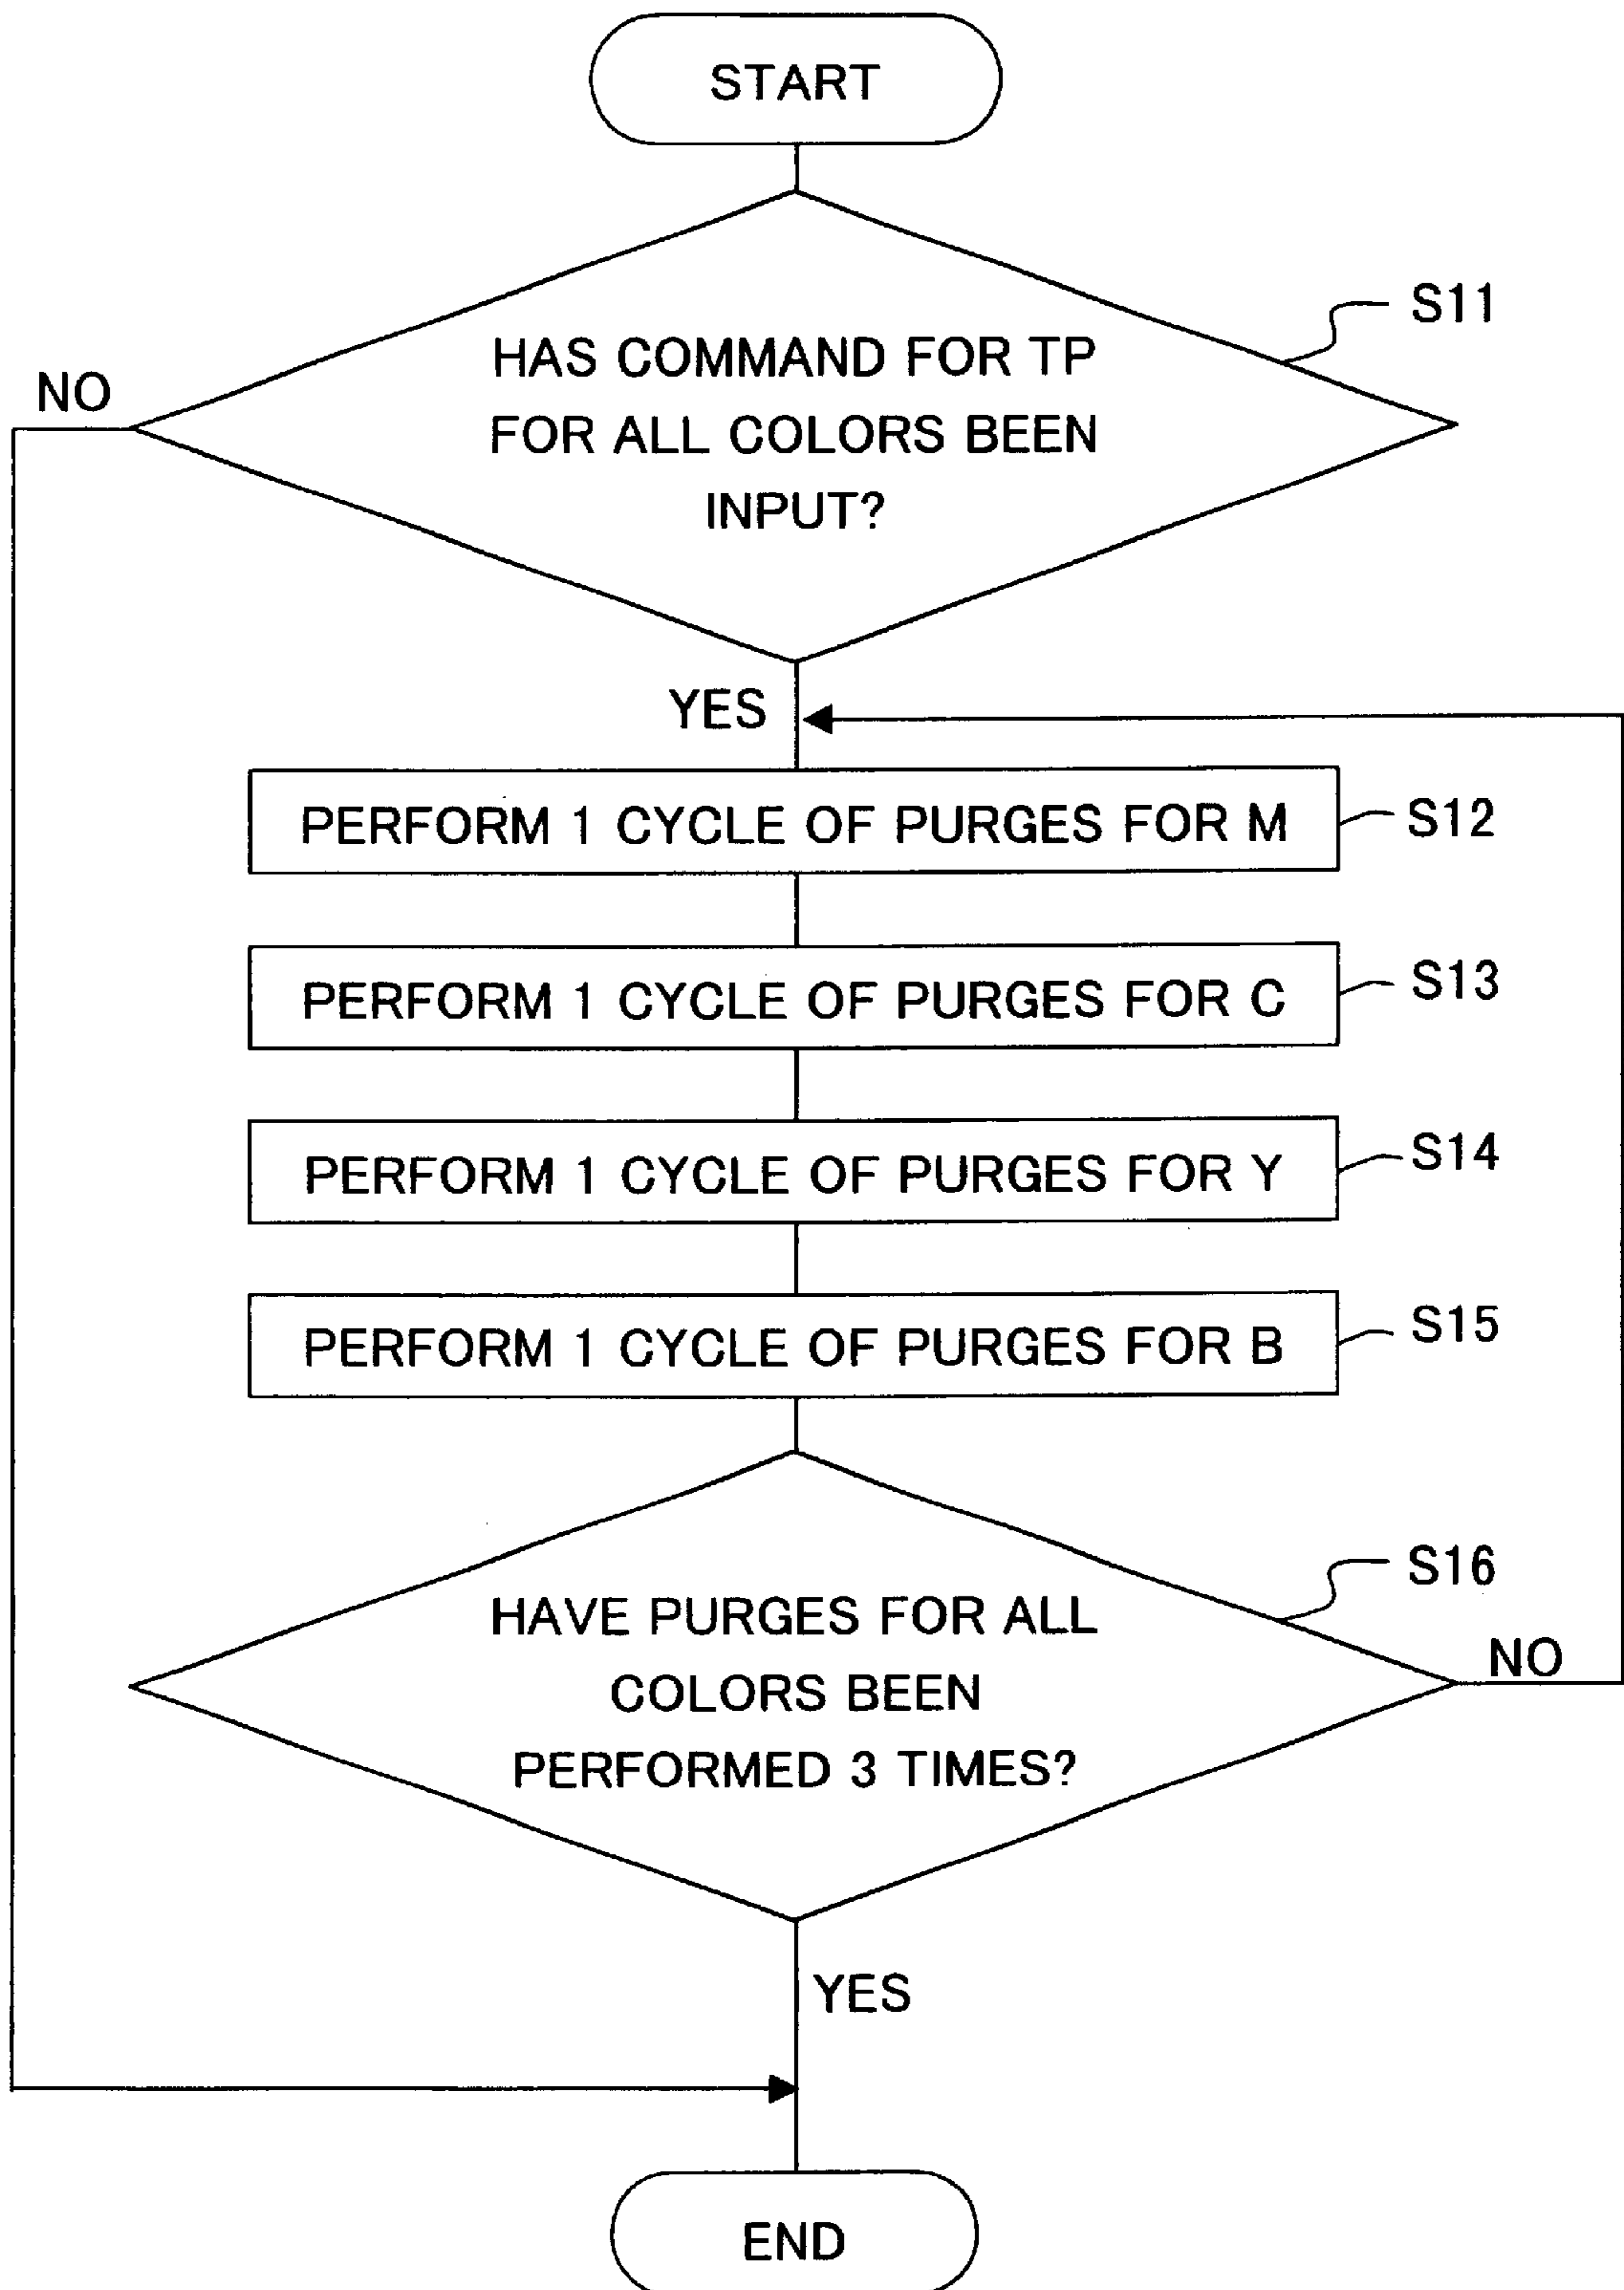 START
HAS COMMAND FOR TP
FOR ALL COLORS BEEN
INPUT?
S11
NO
YES
PERFORM 1 CYCLE OF PURGES FOR M
S12
PERFORM 1 CYCLE OF PURGES FOR C
S13
PERFORM 1 CYCLE OF PURGES FOR Y
S14
PERFORM 1 CYCLE OF PURGES FOR B
S15
HAVE PURGES FOR ALL
COLORS BEEN
PERFORMED 3 TIMES?
S16
NO
YES
END